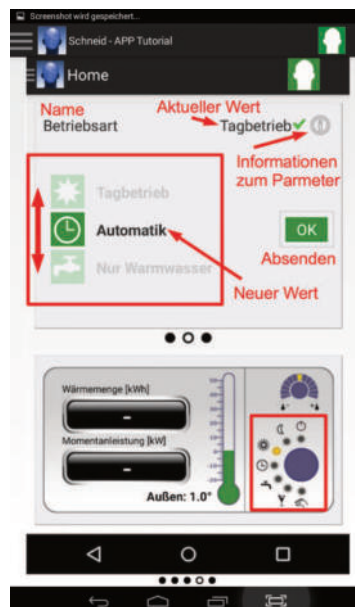 Screenshot wird gespeichert...
Schneid - APP Tutorial
Home
Name
Aktueller Wert
Betriebsart
Tagbetrieb
Informationen
zum Parmeter
Tagbetrieb
Automatik
OK
Absenden
Nur Warmwasser
Neuer Wert
Wärmemenge [kWh]
-
Momentanleistung [kW]
-
Außen: 1.0°